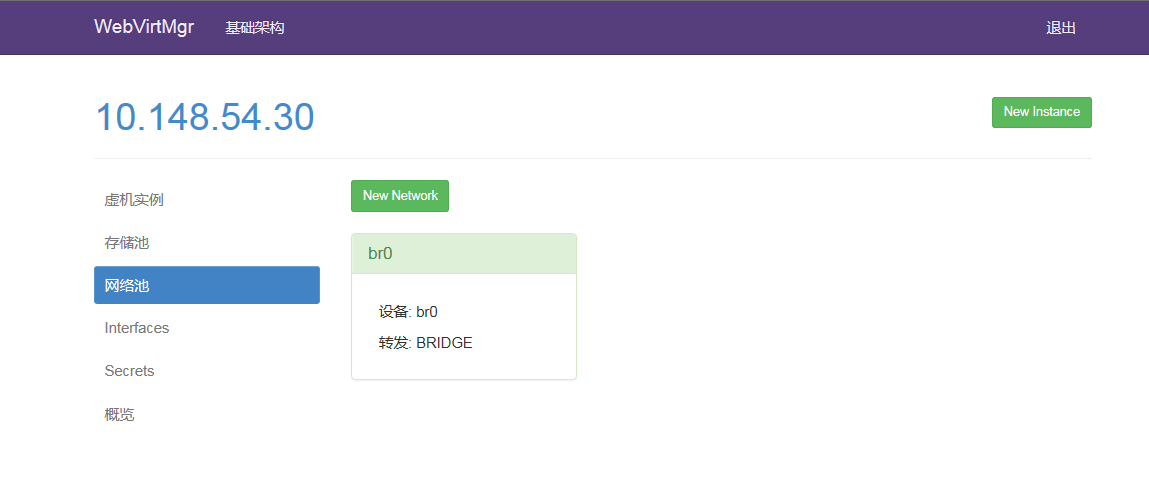 WebVirtMgr 基础架构 退出
10.148.54.30 New Instance
虚机实例
存储池
网络池
Interfaces
Secrets
概览
New Network
br0
设备: br0
转发: BRIDGE